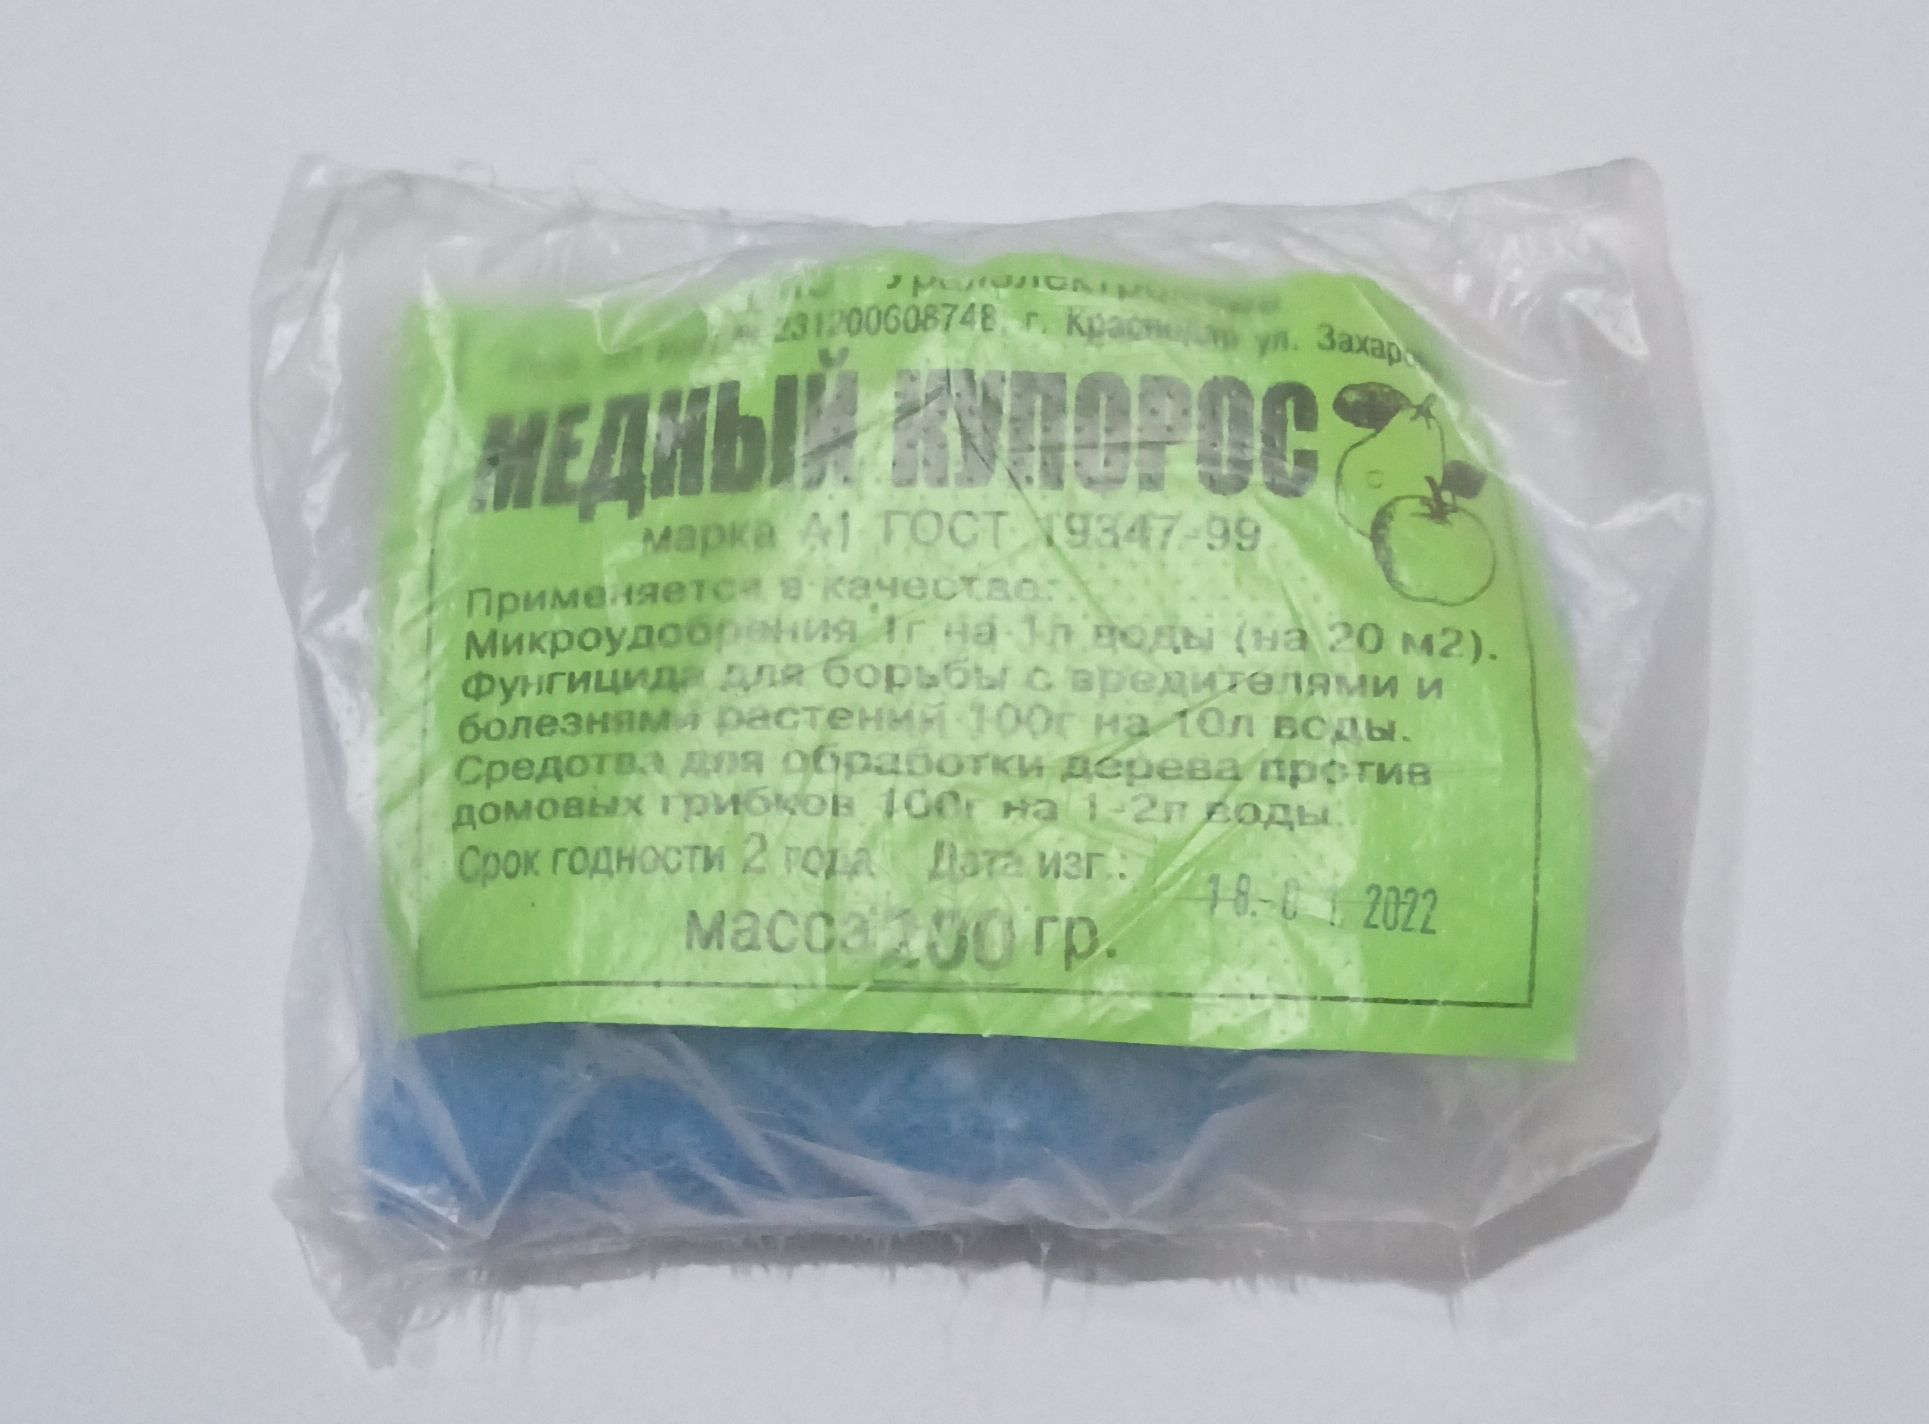 Уралэлектромедь
231200608748, г. Краснодар ул.
МЕДНЫЙ КУПОРОС
марка А1 ГОСТ 19347-99
Применяется в качестве:
Микроудобрения 1г на 1л воды (на 20 м2).
Фунгицида для борьбы с вредителями и
болезнями растений 100г на 10л воды.
Средства для обработки дерева против
домовых грибков 100г на 1-2л воды.
Срок годности 2 года Дата изг.:
18.01.2022
масса 200 гр.